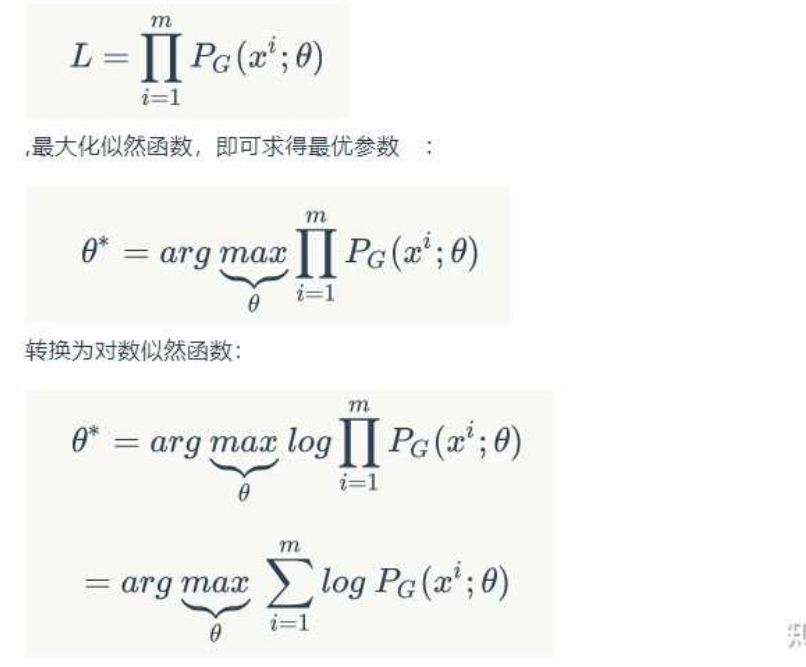 L = \prod_{i=1}^{m} P_G(x^i; \theta)
,最大化似然函数，即可求得最优参数 ：
\theta^* = arg \underbrace{max}_{\theta} \prod_{i=1}^{m} P_G(x^i; \theta)
转换为对数似然函数：
\theta^* = arg \underbrace{max}_{\theta} log \prod_{i=1}^{m} P_G(x^i; \theta)
= arg \underbrace{max}_{\theta} \sum_{i=1}^{m} log P_G(x^i; \theta)